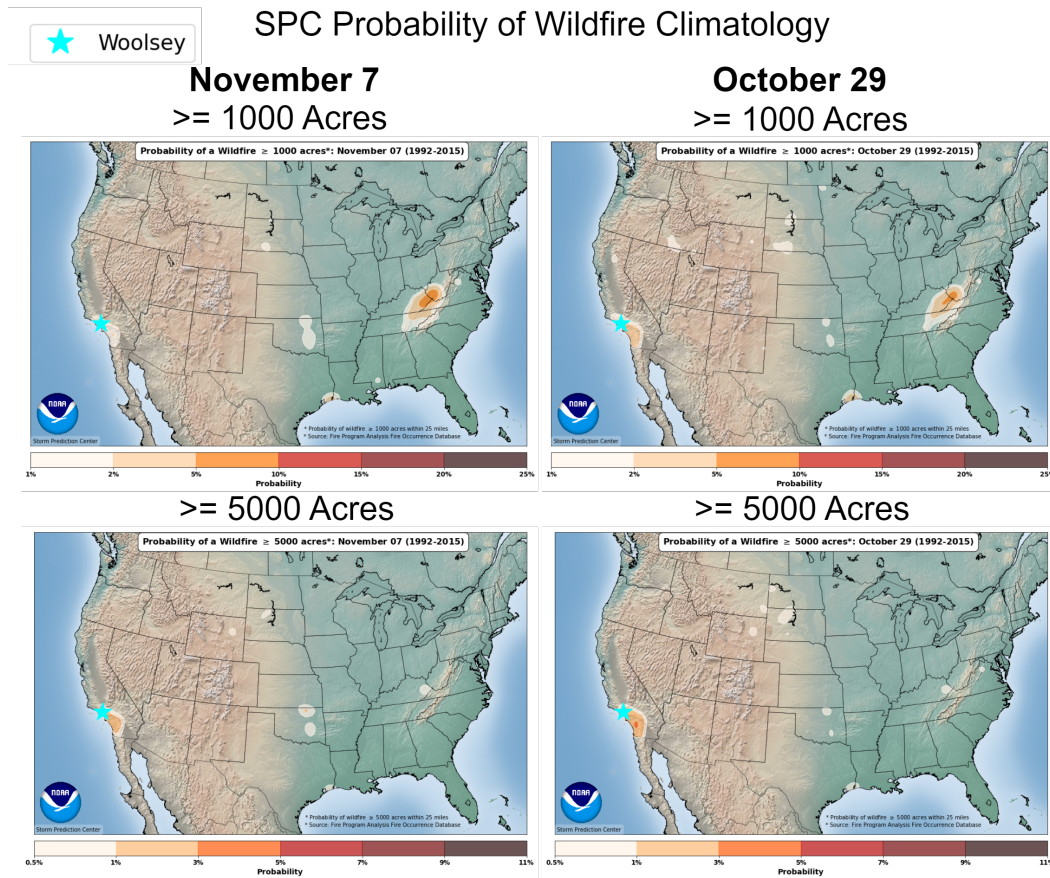 SPC Probability of Wildfire Climatology
Woolsey
November 7
>= 1000 Acres
Probability of a Wildfire ≥ 1000 acres*: November 07 (1992-2015)
NOAA
Storm Prediction Center
* Probability of wildfire ≥ 1000 acres within 25 miles
* Source: Fire Program Analysis Fire Occurrence Database
1% 2% 5% 10% 15% 20% 25%
Probability
October 29
>= 1000 Acres
Probability of a Wildfire ≥ 1000 acres*: October 29 (1992-2015)
NOAA
Storm Prediction Center
* Probability of wildfire ≥ 1000 acres within 25 miles
* Source: Fire Program Analysis Fire Occurrence Database
1% 2% 5% 10% 15% 20% 25%
Probability
>= 5000 Acres
Probability of a Wildfire ≥ 5000 acres*: November 07 (1992-2015)
NOAA
Storm Prediction Center
* Probability of wildfire ≥ 5000 acres within 25 miles
* Source: Fire Program Analysis Fire Occurrence Database
0.5% 1% 3% 5% 7% 9% 11%
Probability
>= 5000 Acres
Probability of a Wildfire ≥ 5000 acres*: October 29 (1992-2015)
NOAA
Storm Prediction Center
* Probability of wildfire ≥ 5000 acres within 25 miles
* Source: Fire Program Analysis Fire Occurrence Database
0.5% 1% 3% 5% 7% 9% 11%
Probability